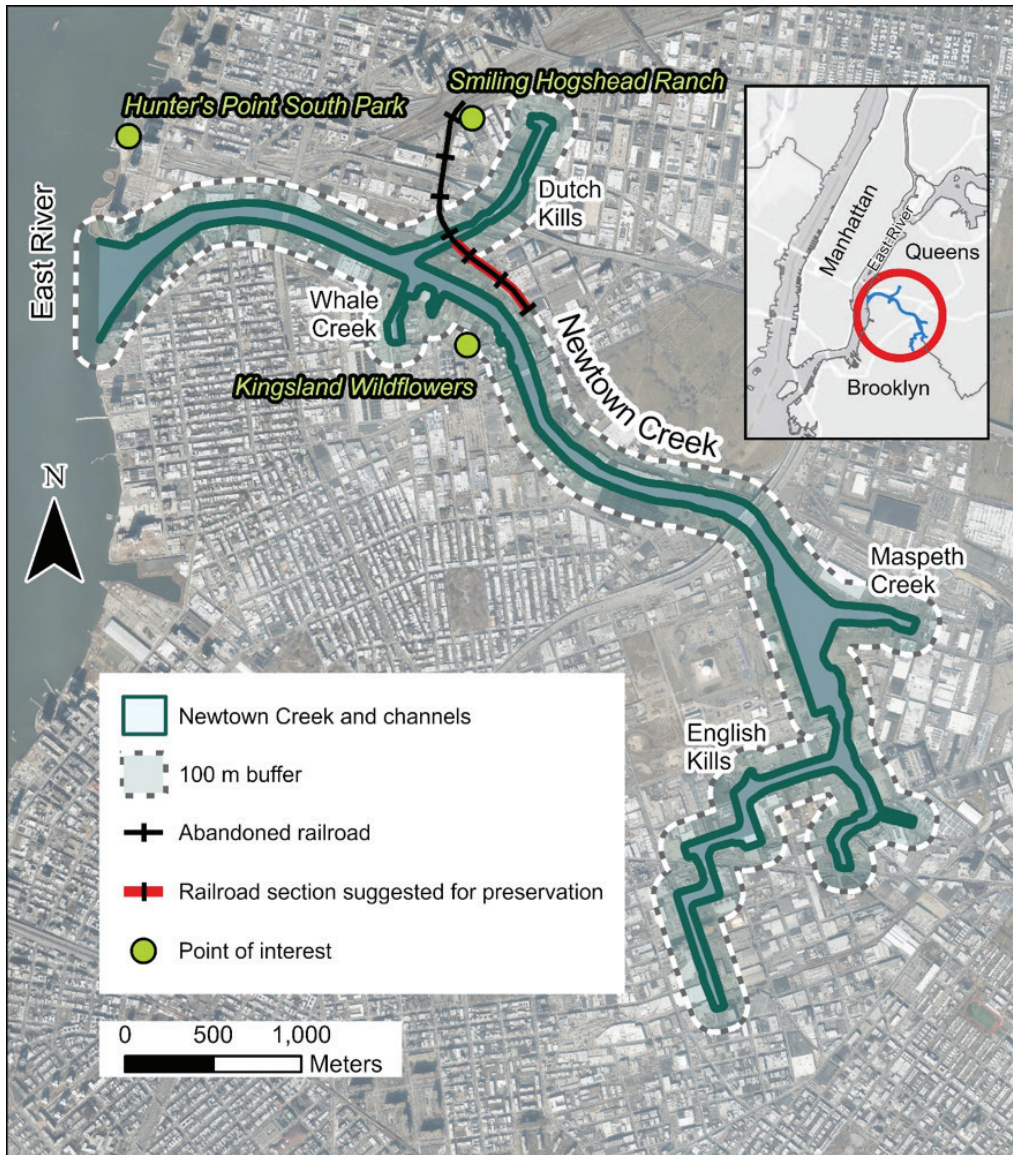 Smiling Hogshead Ranch
Hunter's Point South Park
Dutch
Kills
East River
Whale
Creek
Kingsland Wildflowers
Newtown Creek
N
Maspeth
Creek
English
Kills
Manhattan
East River
Queens
Brooklyn
Newtown Creek and channels
100 m buffer
Abandoned railroad
Railroad section suggested for preservation
Point of interest
0 500 1,000
Meters